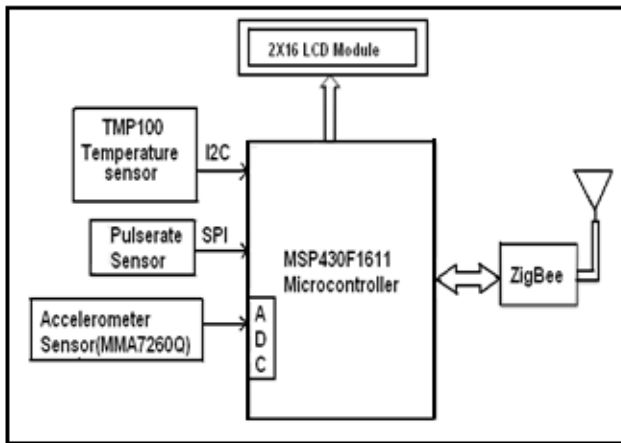 2X16 LCD Module
TMP100
Temperature
sensor
I2C
Pulserate
Sensor
SPI
Accelerometer
Sensor(MMA7260Q)
A
D
C
MSP430F1611
Microcontroller
ZigBee